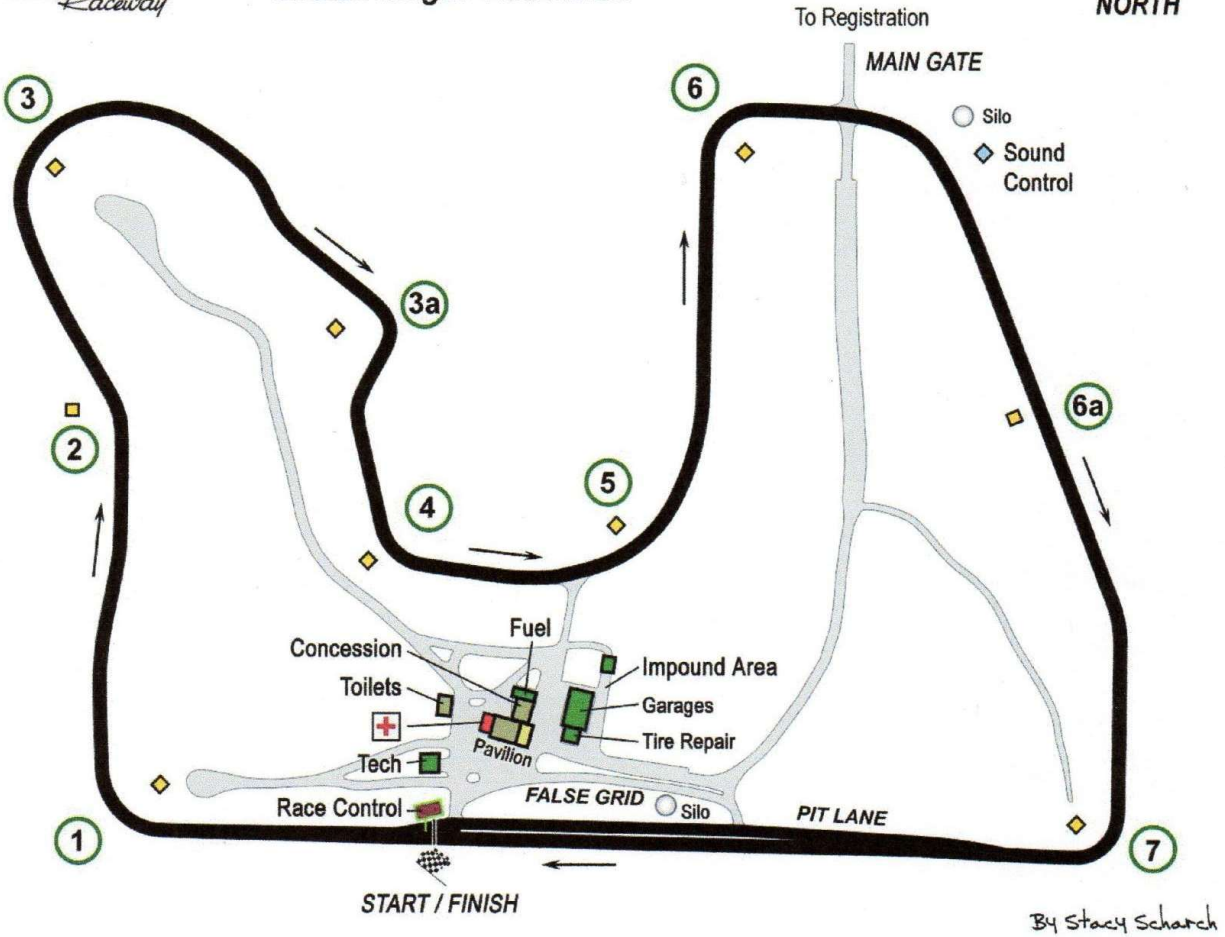 Raceway
NORTH
To Registration
MAIN GATE
3
6
Silo
Sound
Control
3a
6a
2
5
4
Fuel
Concession
Impound Area
Toilets
Garages
Tire Repair
Pavilion
Tech
FALSE GRID
Silo
Race Control
PIT LANE
1
7
START / FINISH
By Stacy Scharch